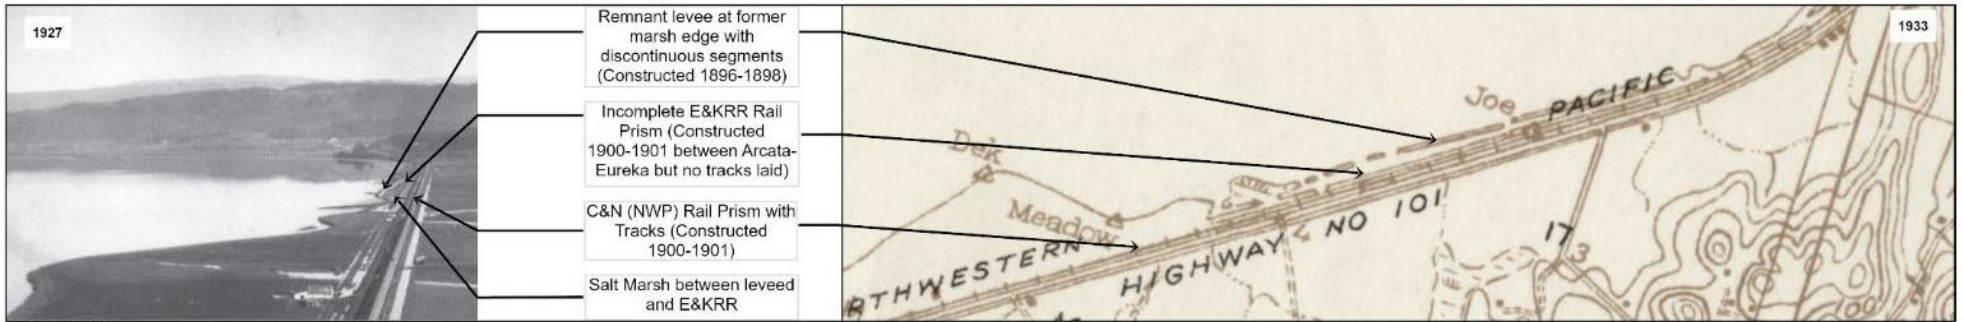 1927
Remnant levee at former
marsh edge with
discontinuous segments
(Constructed 1896-1898)
Incomplete E&KRR Rail
Prism (Constructed
1900-1901 between Arcata-
Eureka but no tracks laid)
C&N (NWP) Rail Prism with
Tracks (Constructed
1900-1901)
Salt Marsh between leveed
and E&KRR
1933
Joe
PACIFIC
Dek
Meadow
RTHWESTERN
HIGHWAY NO 101
17
3